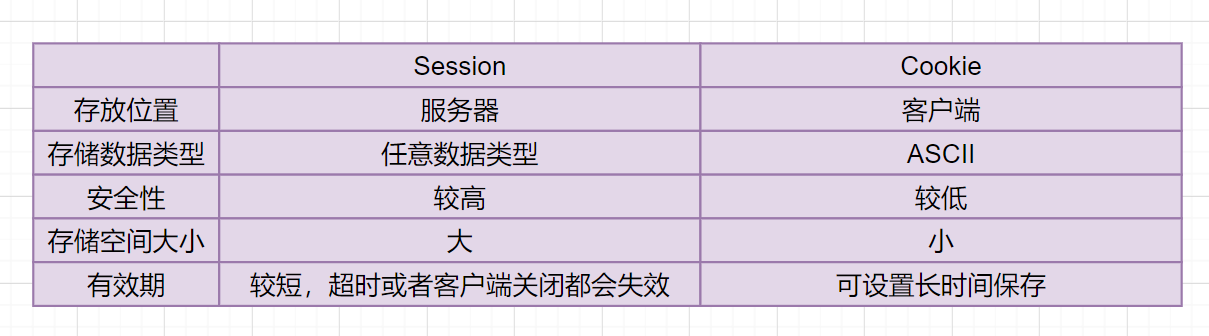 Session Cookie
存放位置 服务器 客户端
存储数据类型 任意数据类型 ASCII
安全性 较高 较低
存储空间大小 大 小
有效期 较短，超时或者客户端关闭都会失效 可设置长时间保存